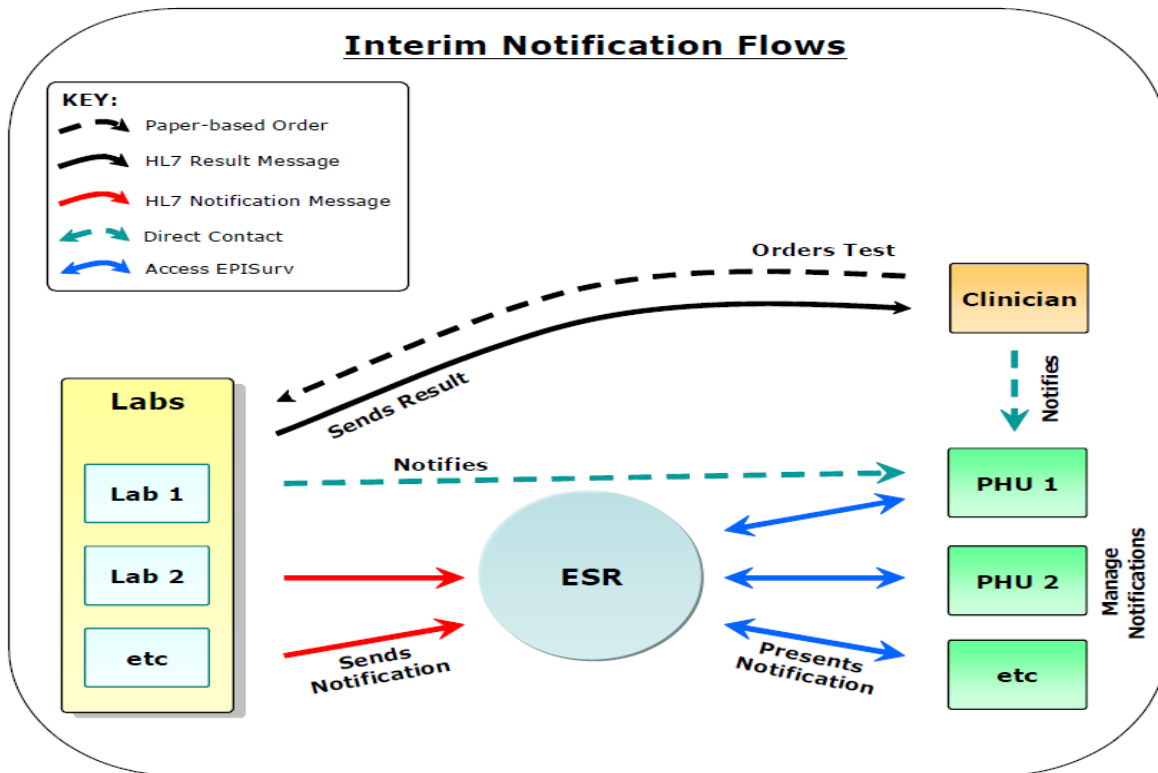 Interim Notification Flows
KEY:
Paper-based Order
HL7 Result Message
HL7 Notification Message
Direct Contact
Access EPISurv
Orders Test
Clinician
Sends Result
Notifies
Labs
Notifies
Lab 1
PHU 1
Lab 2
ESR
PHU 2
Manage
Notifications
etc
Sends
Notification
Presents
Notification
etc